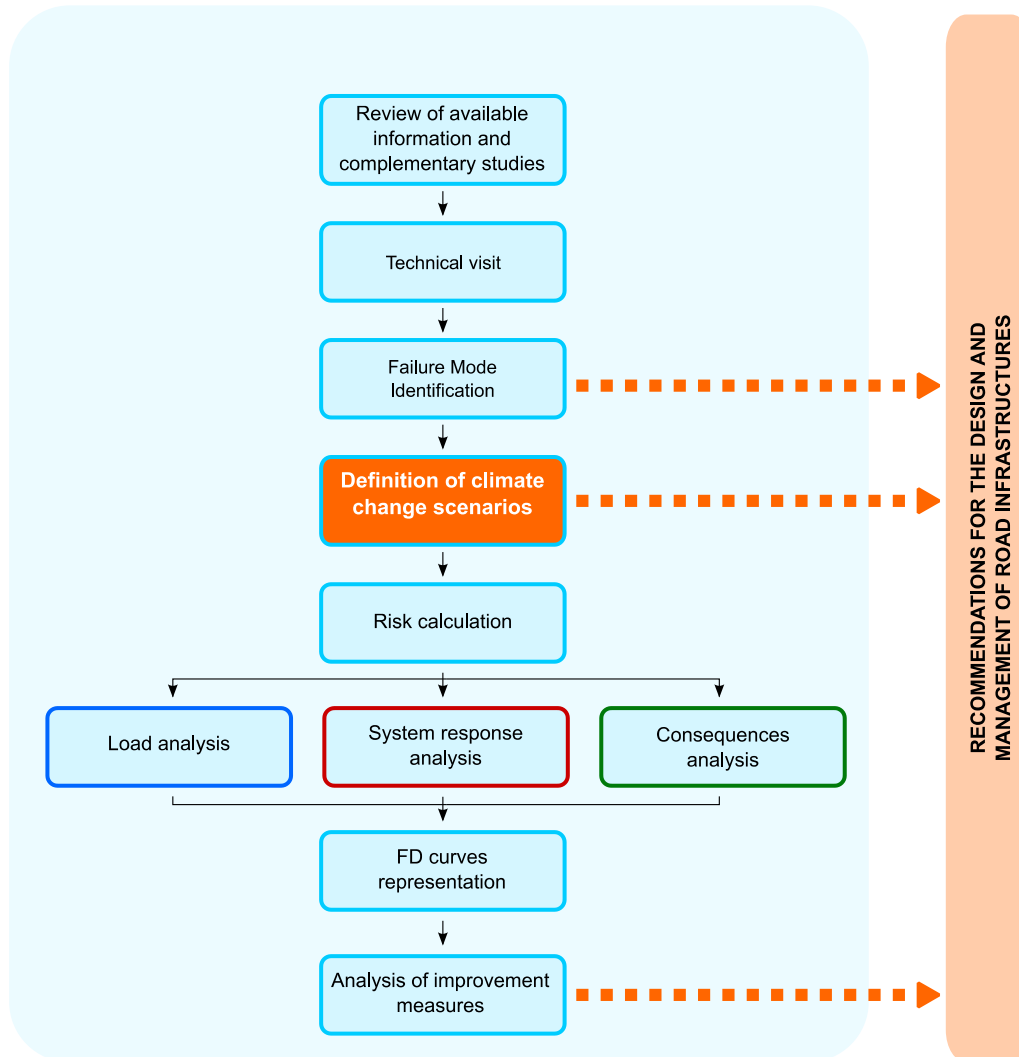 Review of available
information and
complementary studies
Technical visit
Failure Mode
Identification
Definition of climate
change scenarios
Risk calculation
Load analysis
System response
analysis
Consequences
analysis
FD curves
representation
Analysis of improvement
measures
RECOMMENDATIONS FOR THE DESIGN AND
MANAGEMENT OF ROAD INFRASTRUCTURES